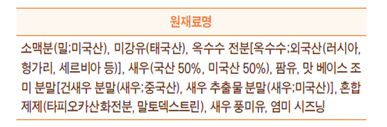 원재료명
소맥분(밀;미국산), 미강유(태국산), 옥수수 전분[옥수수;외국산(러시아,
헝가리, 세르비아 등)], 새우(국산 50%, 미국산 50%), 팜유, 맛 베이스 조
미 분말[건새우 분말(새우;중국산), 새우 추출물 분말(새우;미국산)], 혼합
제제(타피오카산화전분, 말토덱스트린), 새우 풍미유, 염미 시즈닝